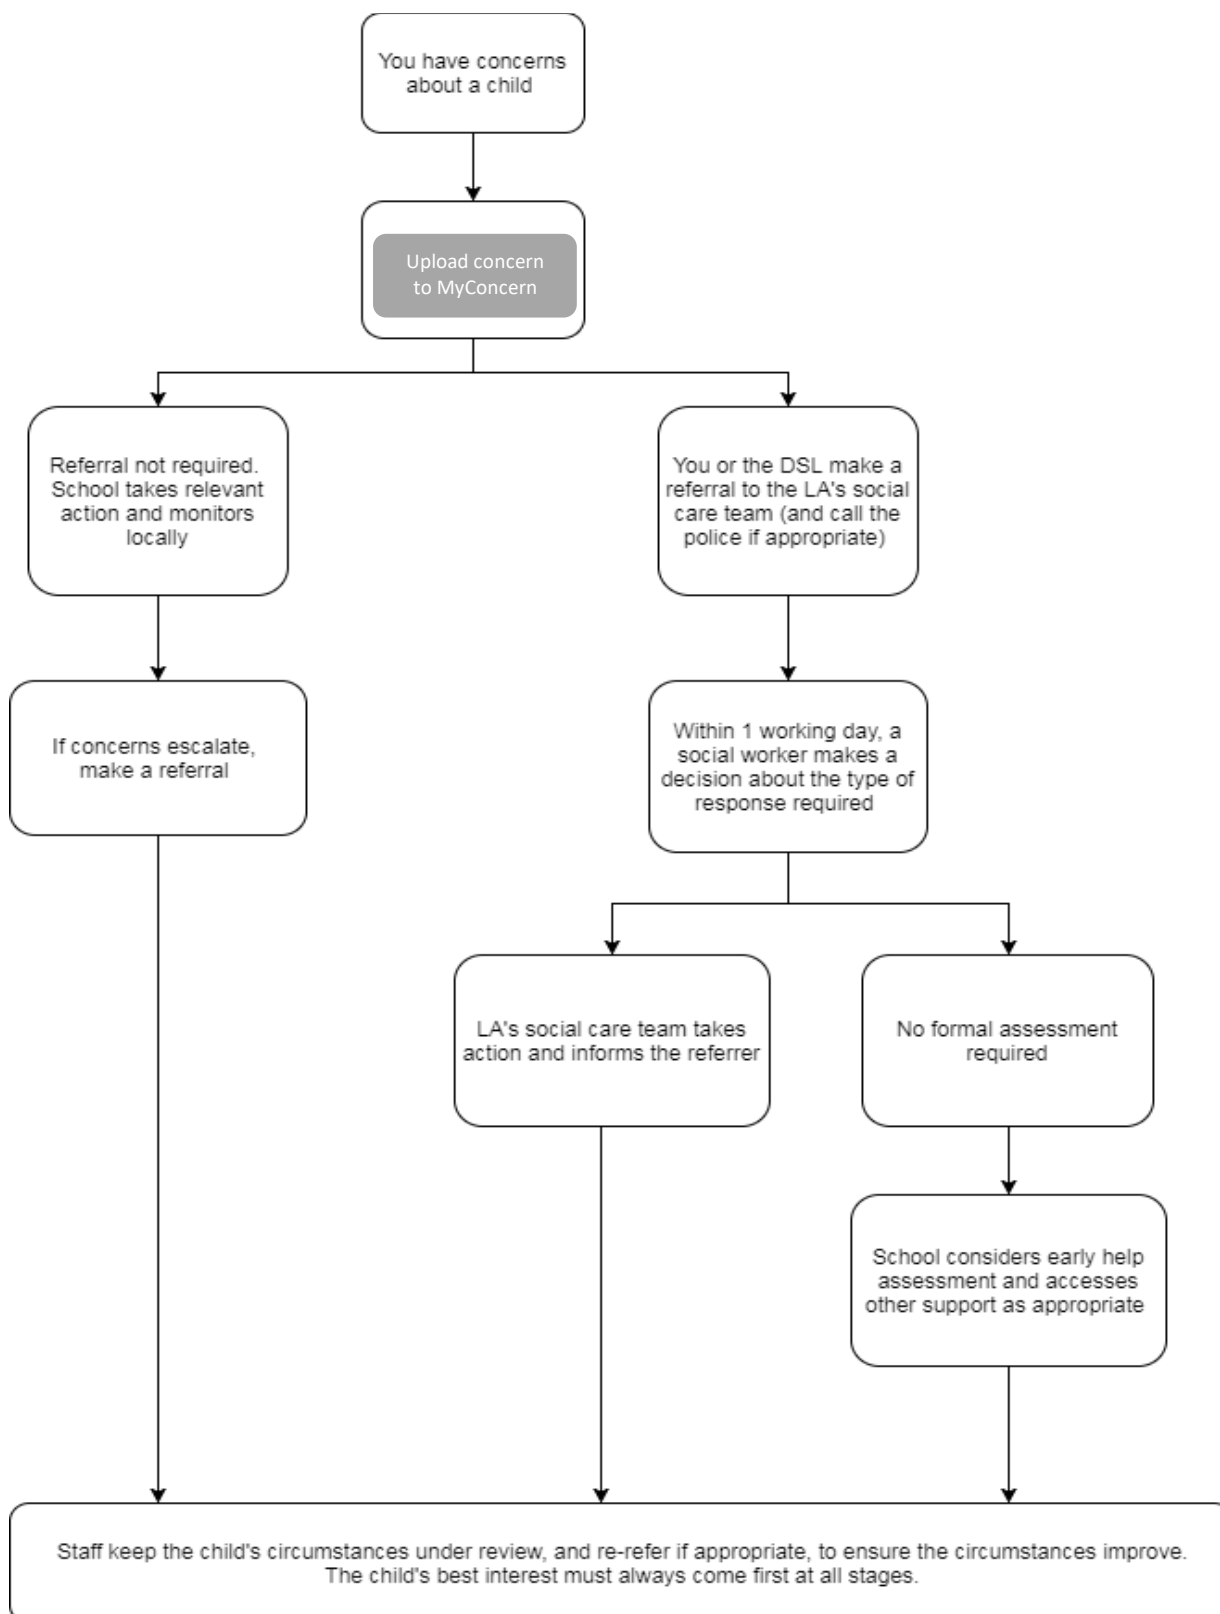 You have concerns
about a child
Upload concern
to MyConcern
Referral not required.
School takes relevant
action and monitors
locally
You or the DSL make a
referral to the LA's social
care team (and call the
police if appropriate)
If concerns escalate,
make a referral
Within 1 working day, a
social worker makes a
decision about the type of
response required
LA's social care team takes
action and informs the referrer
No formal assessment
required
School considers early help
assessment and accesses
other support as appropriate
Staff keep the child's circumstances under review, and re-refer if appropriate, to ensure the circumstances improve.
The child's best interest must always come first at all stages.